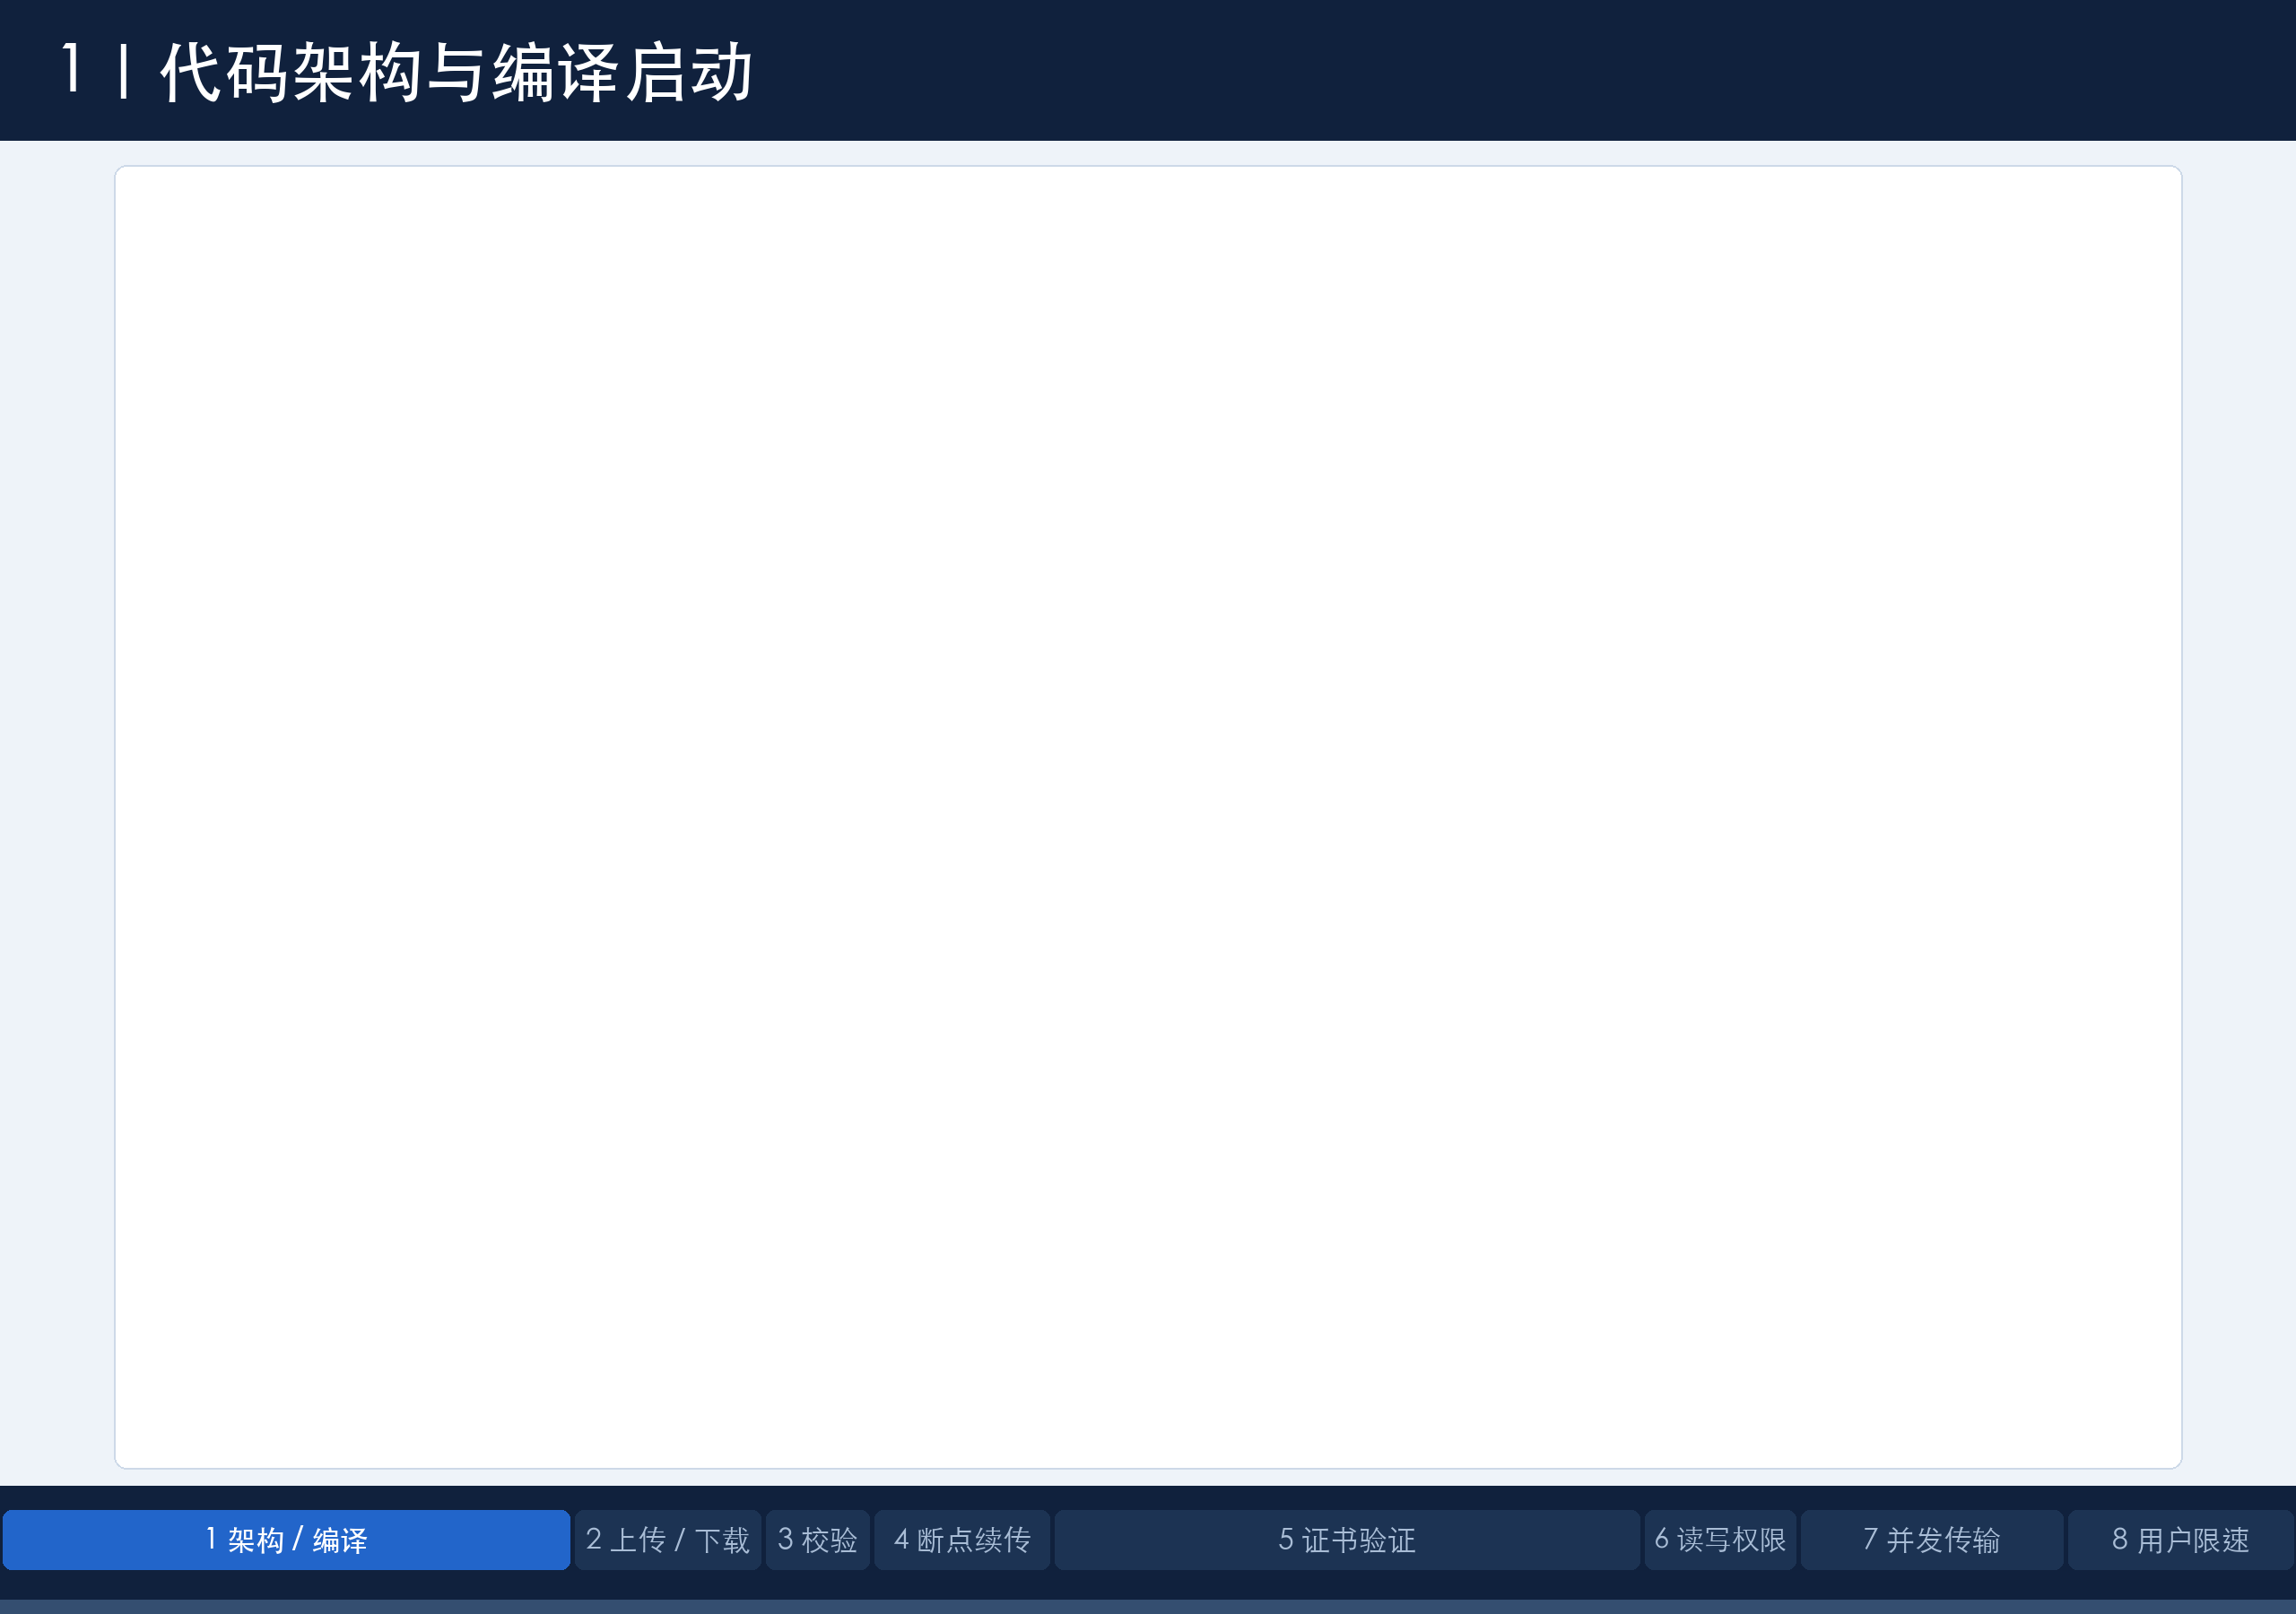 1 | 代码架构与编译启动
1 架构 / 编译
2 上传 / 下载
3 校验
4 断点续传
5 证书验证
6 读写权限
7 并发传输
8 用户限速